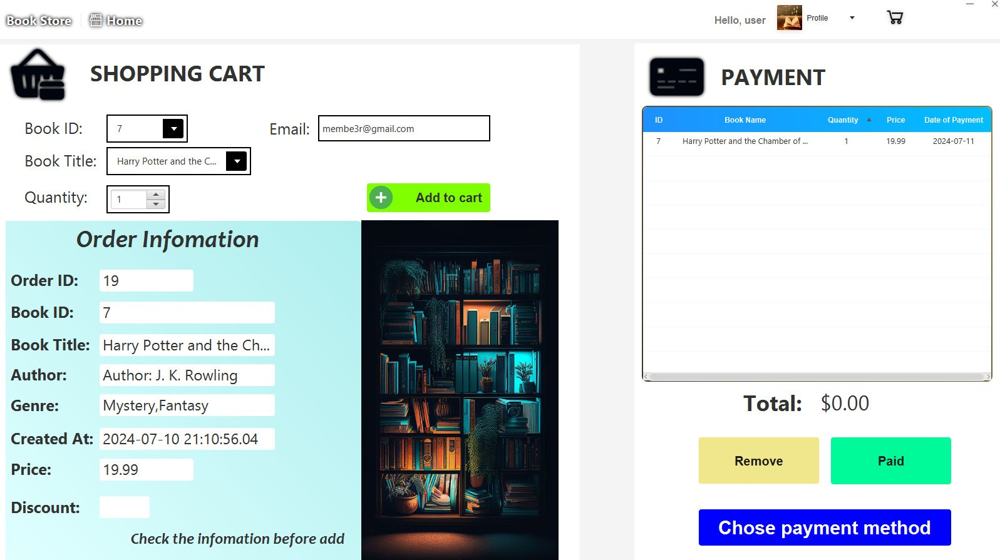 Book Store Home Hello, user Profile
SHOPPING CART
Book ID: 7 Email: membe3r@gmail.com
Book Title: Harry Potter and the C...
Quantity: 1 Add to cart
Order Infomation
Order ID: 19
Book ID: 7
Book Title: Harry Potter and the Ch...
Author: Author: J. K. Rowling
Genre: Mystery,Fantasy
Created At: 2024-07-10 21:10:56.04
Price: 19.99
Discount:
Check the infomation before add
PAYMENT
ID Book Name Quantity Price Date of Payment
7 Harry Potter and the Chamber of ... 1 19.99 2024-07-11
Total: $0.00
Remove Paid
Chose payment method